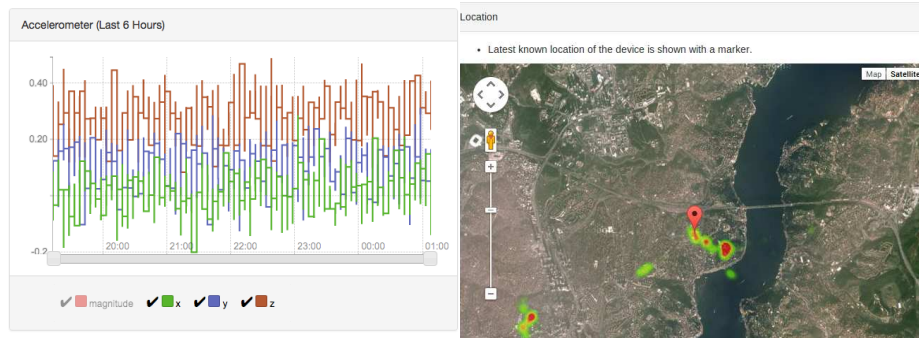 Accelerometer (Last 6 Hours)
0.40
0.20
-0.2
20:00
21:00
22:00
23:00
00:00
01:00
magnitude
x
y
z
Location
Latest known location of the device is shown with a marker.
Map
Satellite